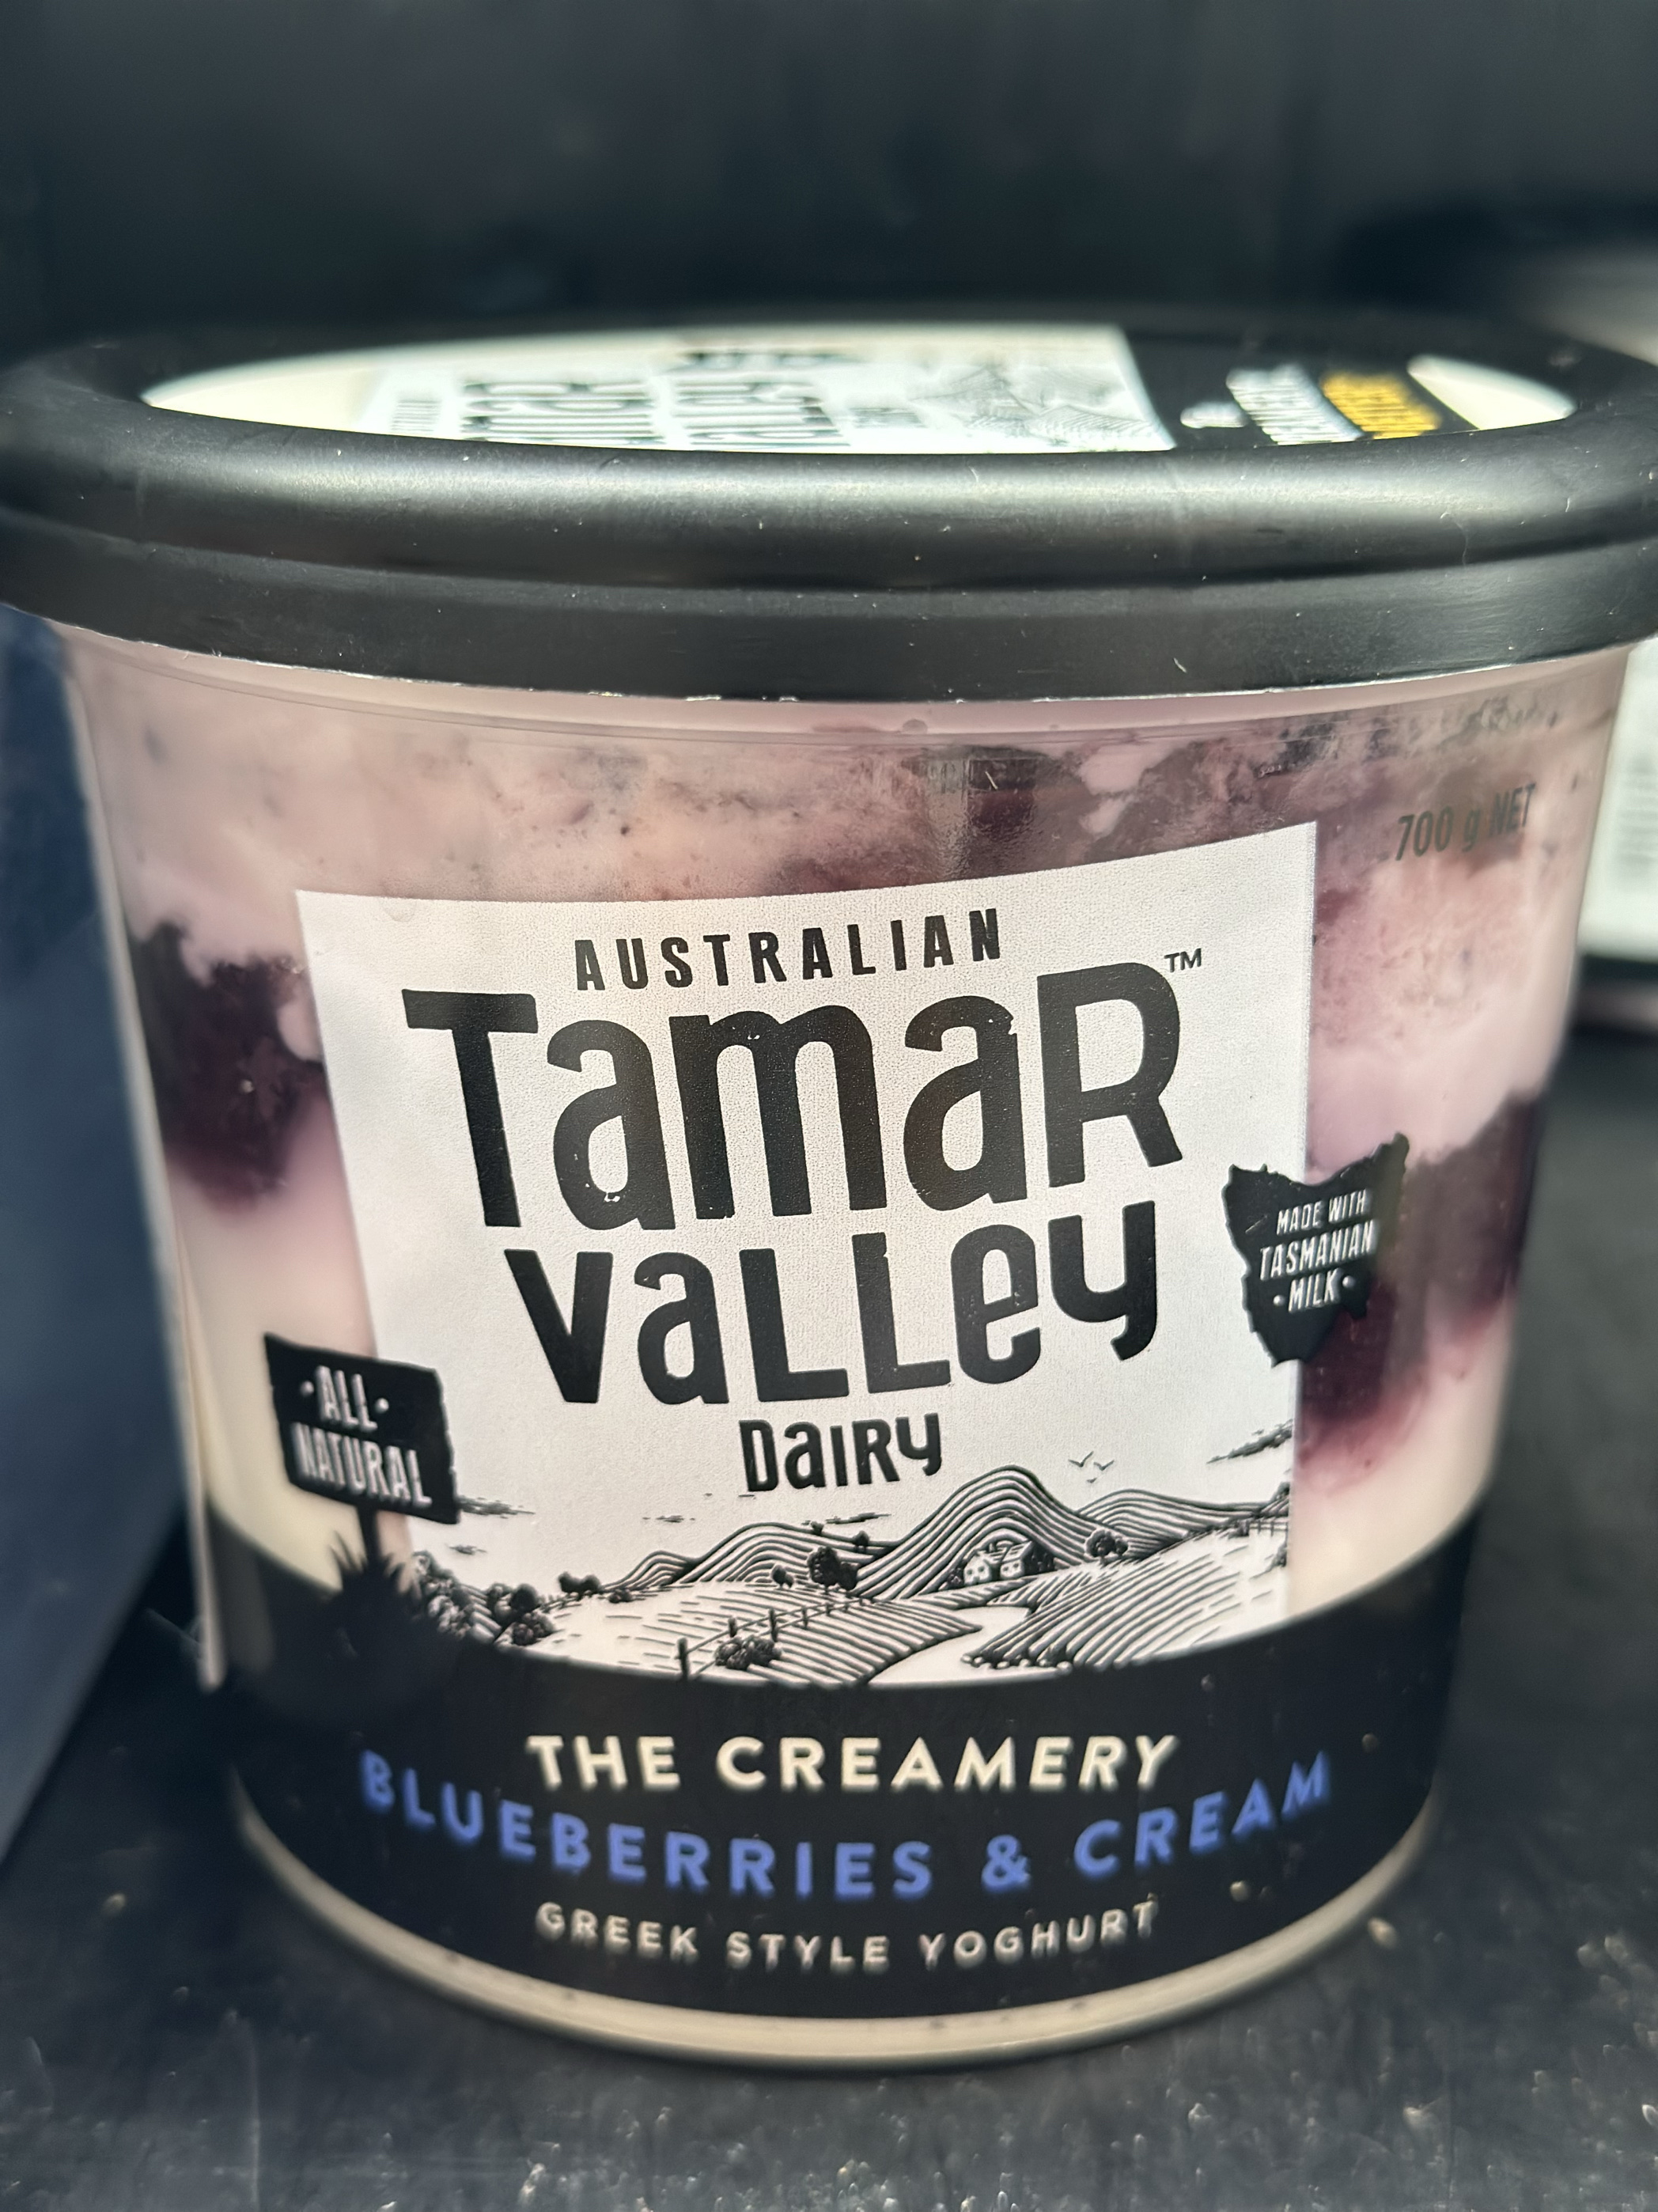 700 g NET
AUSTRALIAN
TamaR™
valley
DaiRy
MADE WITH
TASMANIAN
• MILK •
• ALL •
NATURAL
THE CREAMERY
BLUEBERRIES & CREAM
GREEK STYLE YOGHURT